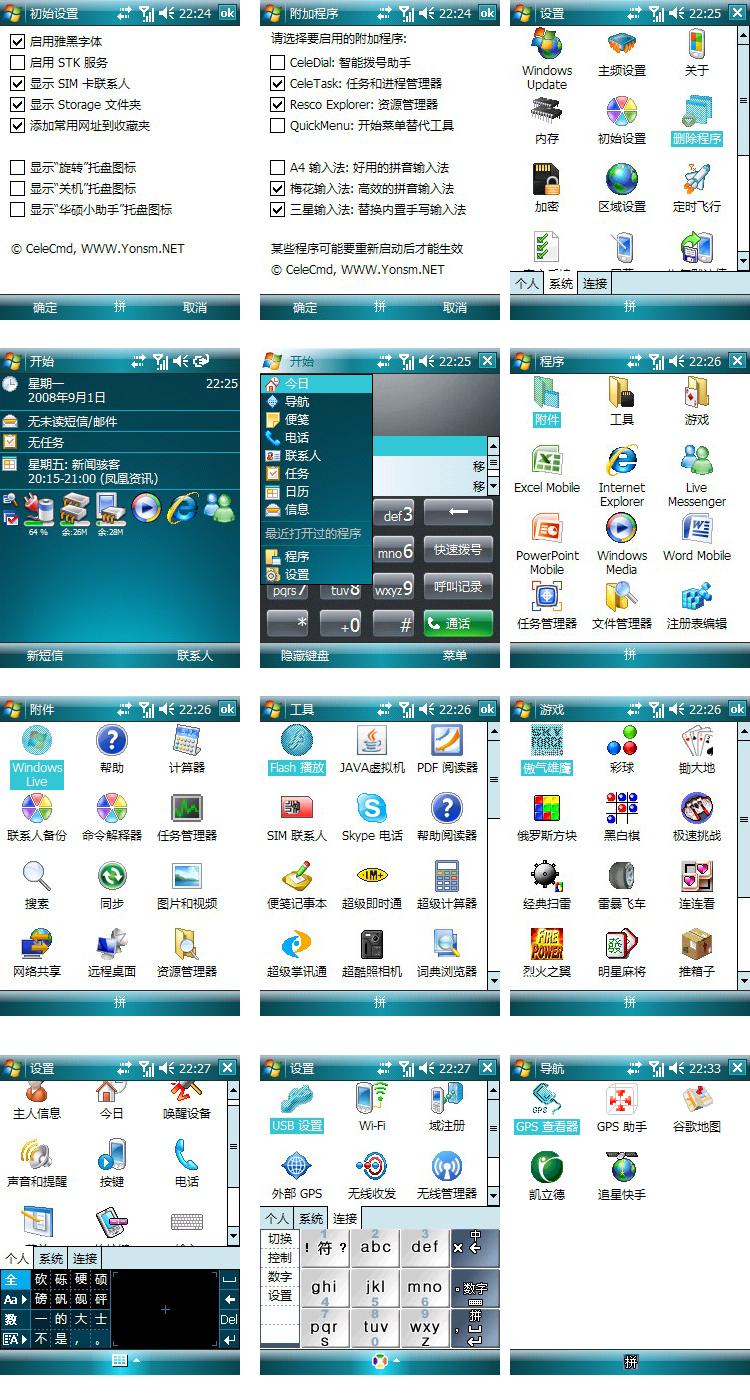 初始设置 22:24 ok
启用雅黑字体
启用 STK 服务
显示 SIM 卡联系人
显示 Storage 文件夹
添加常用网址到收藏夹
显示“旋转”托盘图标
显示“关机”托盘图标
显示“华硕小助手”托盘图标
© CeleCmd, WWW.Yonsm.NET
确定 拼 取消
附加程序 22:24 ok
请选择要启用的附加程序:
CeleDial: 智能拨号助手
CeleTask: 任务和进程管理器
Resco Explorer: 资源管理器
QuickMenu: 开始菜单替代工具
A4 输入法: 好用的拼音输入法
梅花输入法: 高效的拼音输入法
三星输入法: 替换内置手写输入法
某些程序可能要重新启动后才能生效
© CeleCmd, WWW.Yonsm.NET
确定 拼 取消
设置 22:25
Windows Update 主频设置 关于
内存 初始设置 删除程序
加密 区域设置 定时飞行
个人 系统 连接
拼
开始
星期一 22:25
2008年9月1日
无未读短信/邮件
无任务
星期五: 新闻骇客
20:15-21:00 (凤凰资讯)
64 % 余:26M 余:28M
新短信 联系人
开始 22:25
今日
导航
便笺
电话
联系人
任务
日历
信息
最近打开过的程序
程序
设置
移
移
def3
mno6 快速拨号
pqrs7 tuv8 wxyz9 呼叫记录
* +0 # 通话
隐藏键盘 菜单
程序 22:26
附件 工具 游戏
Excel Mobile Internet Explorer Live Messenger
PowerPoint Mobile Windows Media Word Mobile
任务管理器 文件管理器 注册表编辑
拼
附件 22:26 ok
Windows Live 帮助 计算器
联系人备份 命令解释器 任务管理器
搜索 同步 图片和视频
网络共享 远程桌面 资源管理器
拼
工具 22:26 ok
Flash 播放 JAVA虚拟机 PDF 阅读器
SIM 联系人 Skype 电话 帮助阅读器
便笺记事本 超级即时通 超级计算器
超级掌讯通 超酷照相机 词典浏览器
拼
游戏 22:26 ok
傲气雄鹰 彩球 锄大地
俄罗斯方块 黑白棋 极速挑战
经典扫雷 雷暴飞车 连连看
烈火之翼 明星麻将 推箱子
拼
设置 22:27
主人信息 今日 唤醒设备
声音和提醒 按键 电话
个人 系统 连接
全 砍 砾 硬 硕
Aa 磅 矾 砚 砰
数 一 的 大 士 Del
A 不 是 , 。
设置 22:27
USB 设置 Wi-Fi 域注册
外部 GPS 无线收发 无线管理器
个人 系统 连接
切换
控制
数字
设置
1 ! 符 ? 2 abc 3 def 中
ghi 4 jkl 5 mno 6 数字
7 pqrs tuv 8 0 9 wxyz 拼
导航 22:33
GPS 查看器 GPS 助手 谷歌地图
凯立德 追星快手
拼